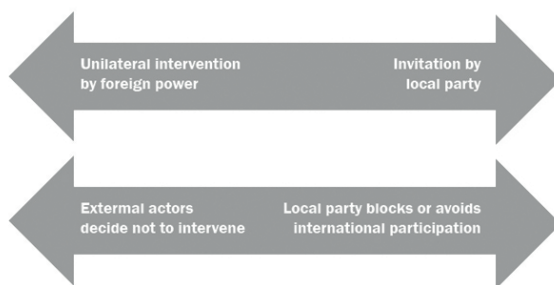 Unilateral intervention
by foreign power
Invitation by
local party
Extermal actors
decide not to intervene
Local party blocks or avoids
international participation